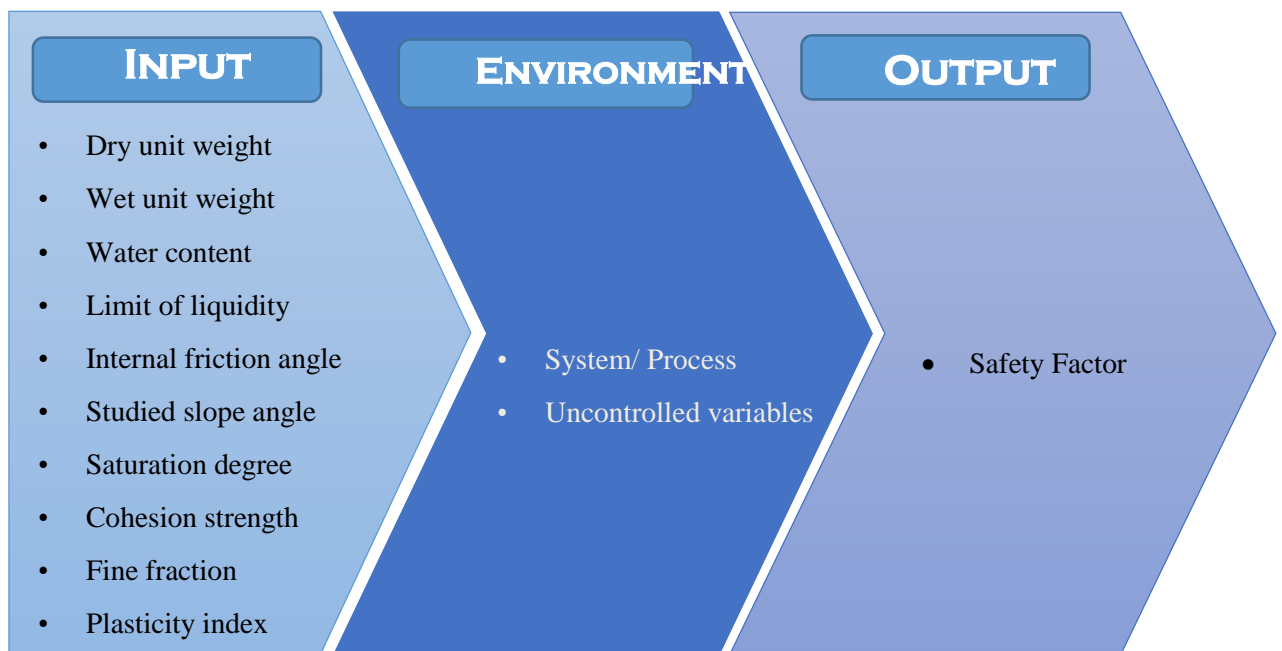 INPUT
• Dry unit weight
• Wet unit weight
• Water content
• Limit of liquidity
• Internal friction angle
• Studied slope angle
• Saturation degree
• Cohesion strength
• Fine fraction
• Plasticity index
ENVIRONMENT
• System/ Process
• Uncontrolled variables
OUTPUT
• Safety Factor